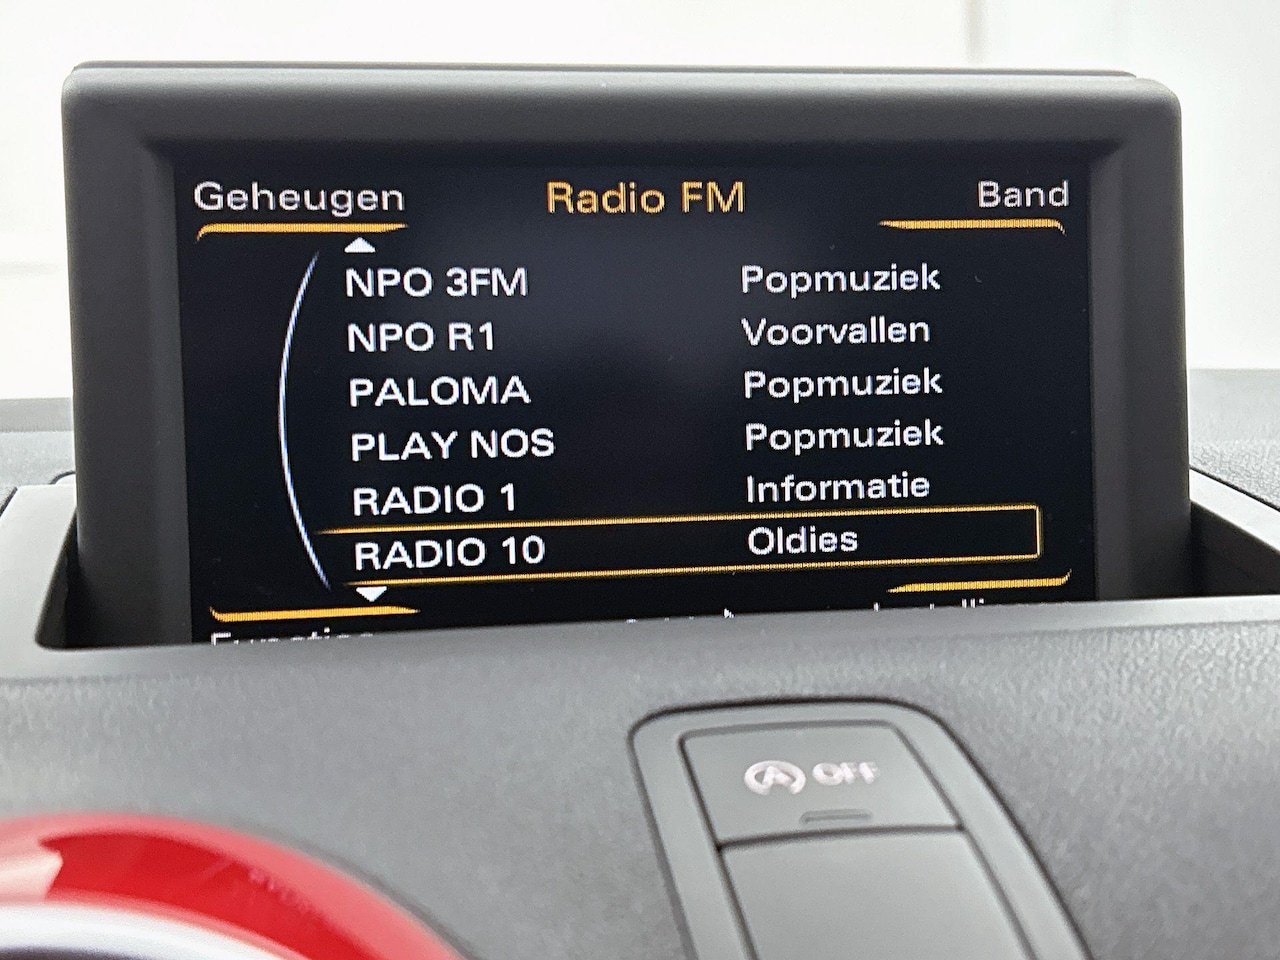 Geheugen Radio FM Band
NPO 3FM Popmuziek
NPO R1 Voorvallen
PALOMA Popmuziek
PLAY NOS Popmuziek
RADIO 1 Informatie
RADIO 10 Oldies
A OFF